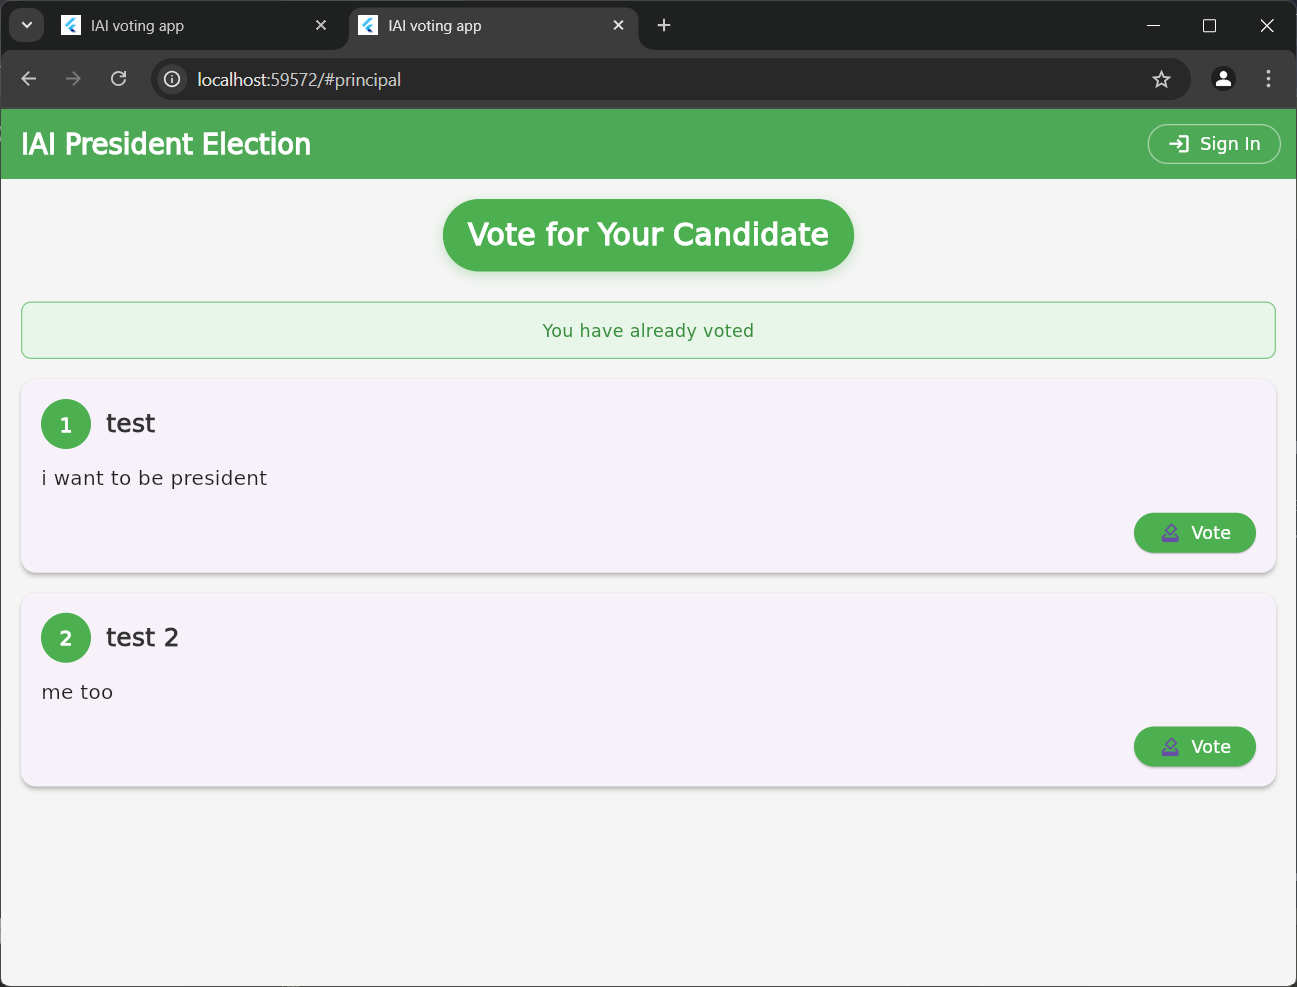 IAI voting app
IAI voting app
localhost:59572/#principal
IAI President Election
Sign In
Vote for Your Candidate
You have already voted
1
test
i want to be president
Vote
2
test 2
me too
Vote